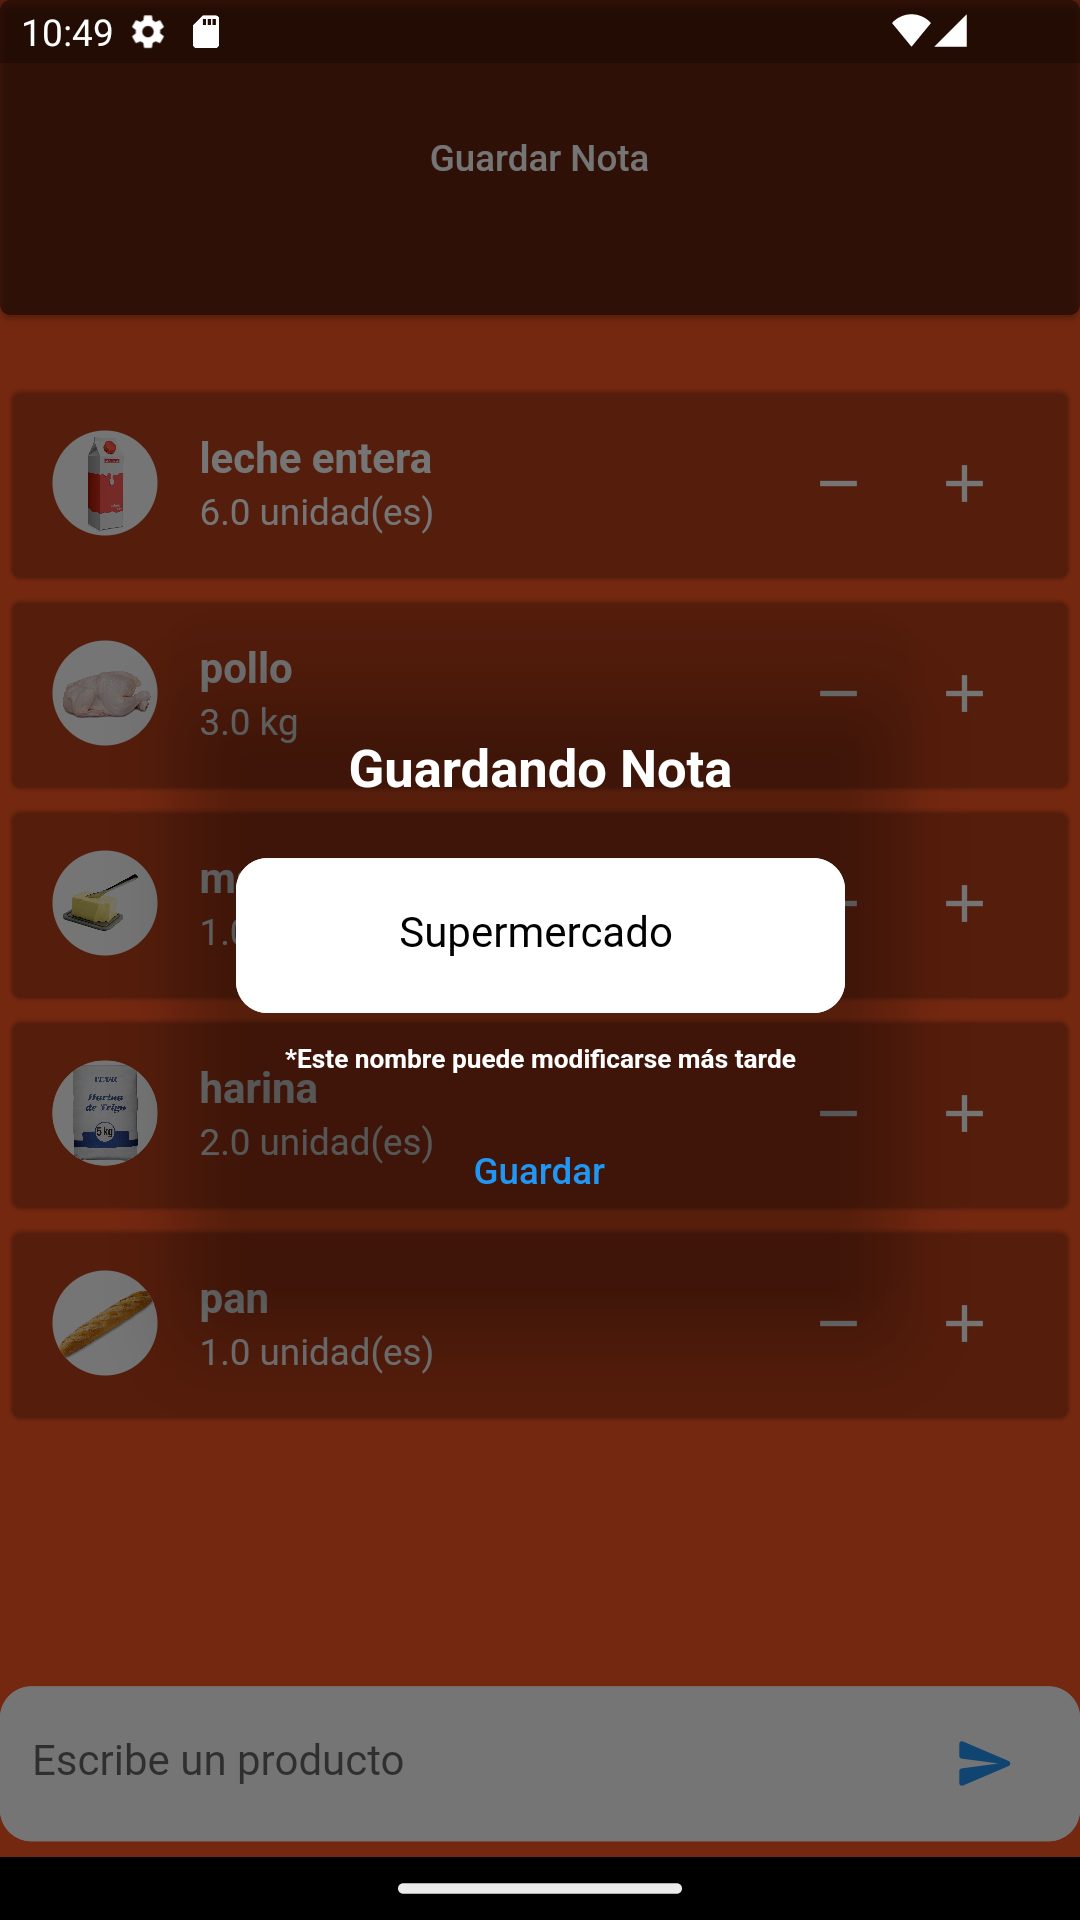 10:49
Guardar Nota
leche entera
6.0 unidad(es)
pollo
3.0 kg
Guardando Nota
Supermercado
*Este nombre puede modificarse más tarde
harina
2.0 unidad(es)
Guardar
pan
1.0 unidad(es)
Escribe un producto